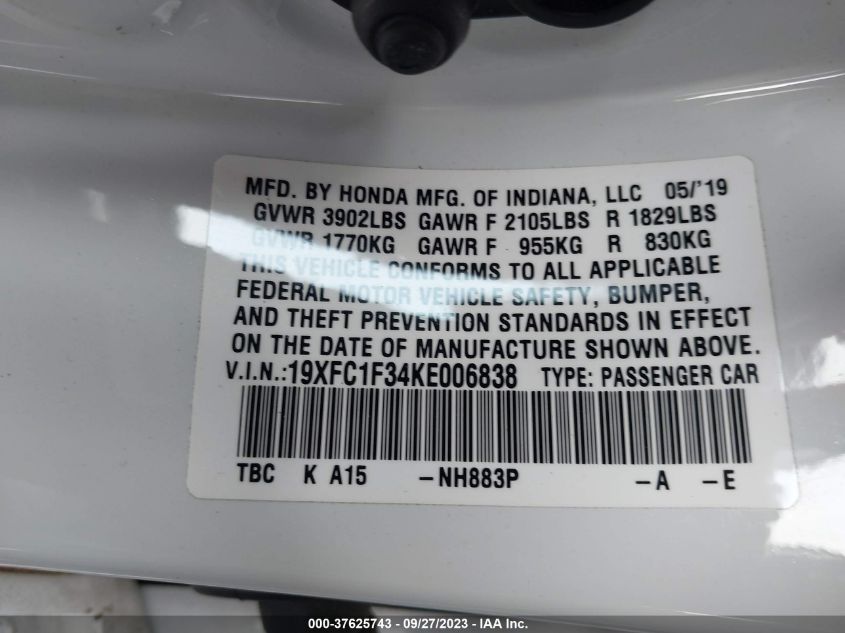 MFD. BY HONDA MFG. OF INDIANA, LLC 05/'19
GVWR 3902LBS GAWR F 2105LBS R 1829LBS
GVWR 1770KG GAWR F 955KG R 830KG
THIS VEHICLE CONFORMS TO ALL APPLICABLE
FEDERAL MOTOR VEHICLE SAFETY, BUMPER,
AND THEFT PREVENTION STANDARDS IN EFFECT
ON THE DATE OF MANUFACTURE SHOWN ABOVE.
V.I.N.:19XFC1F34KE006838 TYPE: PASSENGER CAR
TBC K A15 -NH883P -A -E
000-37625743 - 09/27/2023 - IAA Inc.